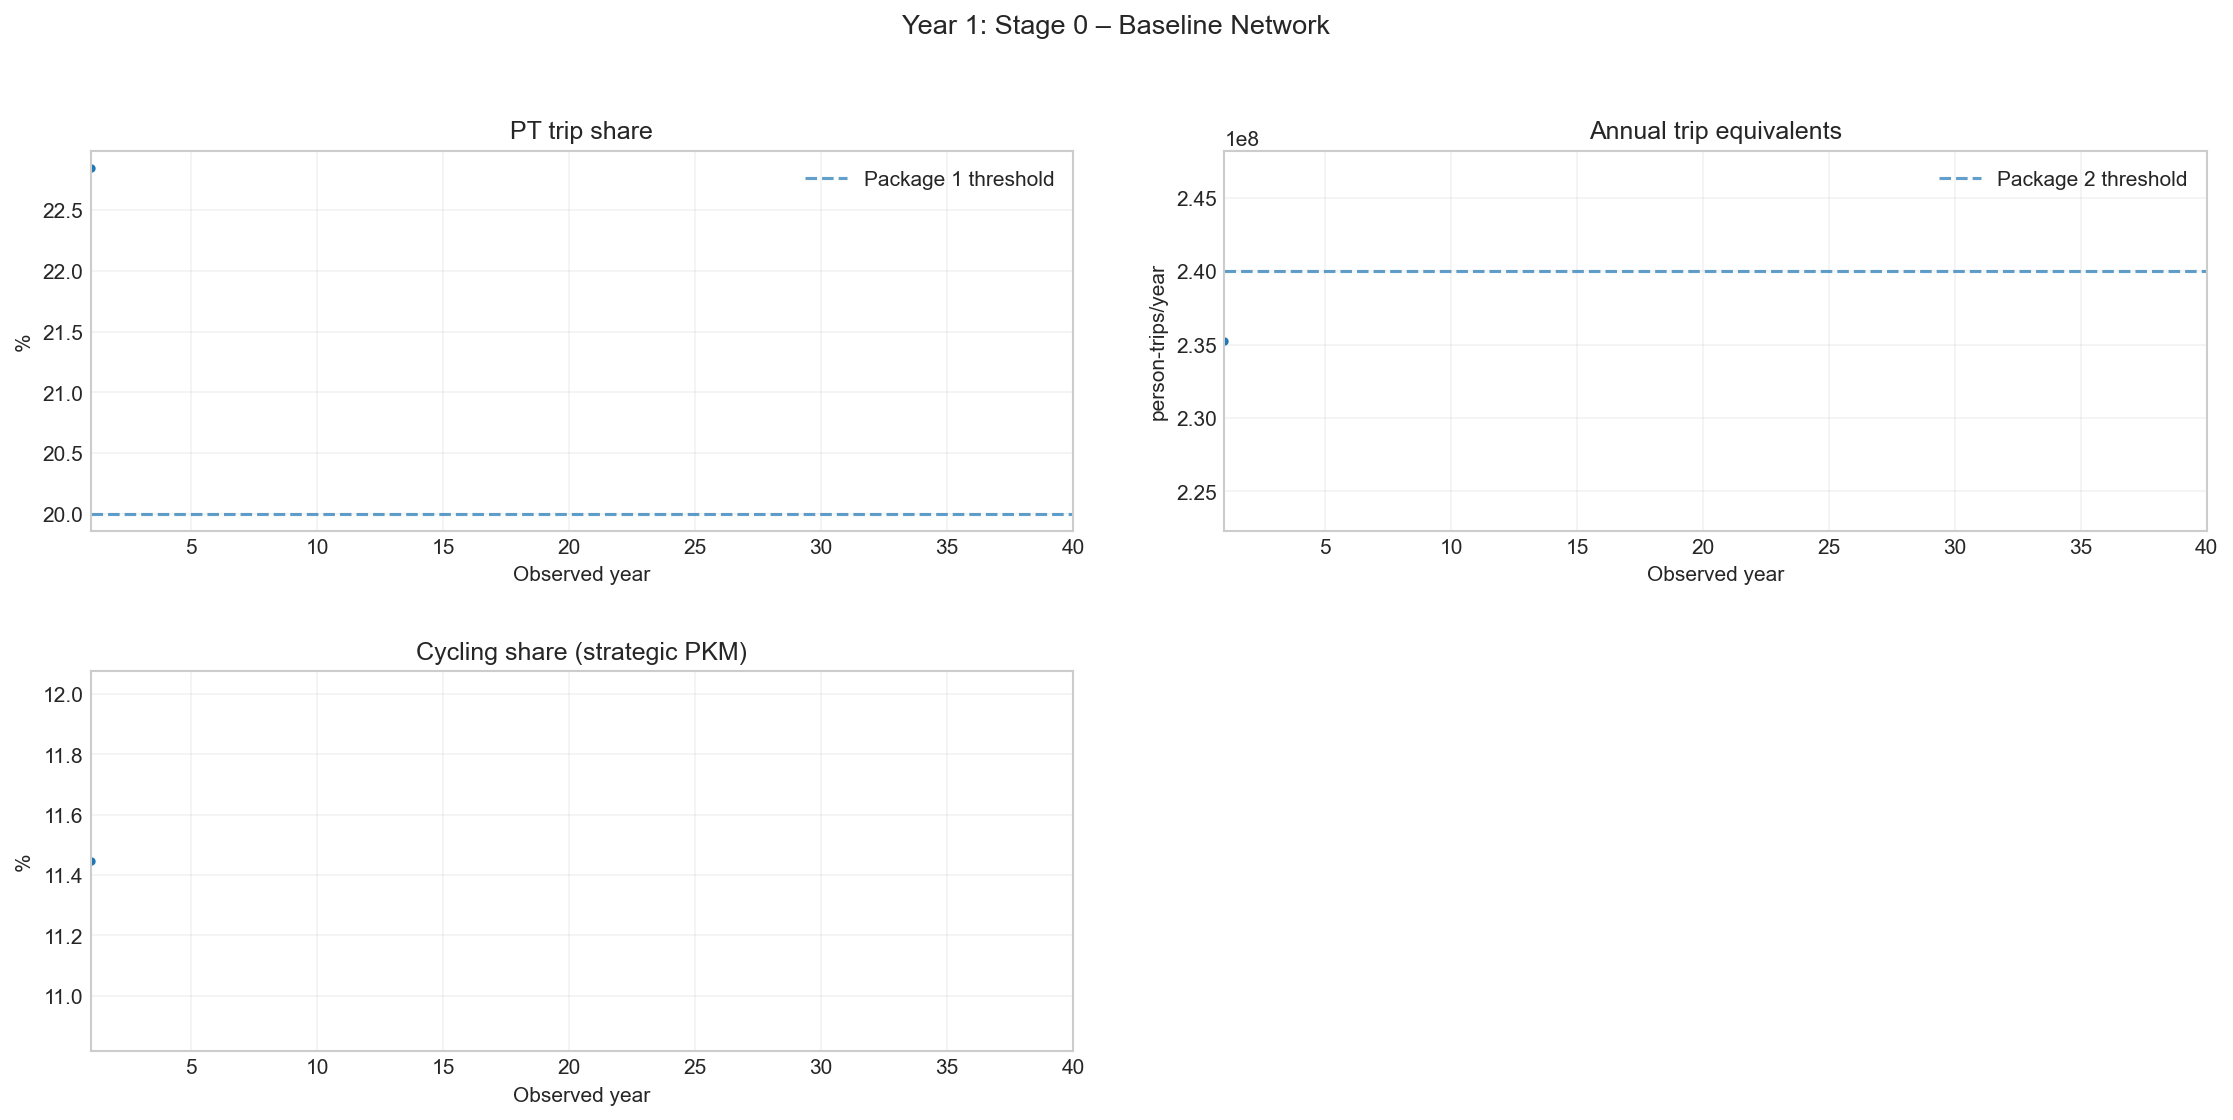 Year 1: Stage 0 – Baseline Network
PT trip share
%
22.5
22.0
21.5
21.0
20.5
20.0
Package 1 threshold
5 10 15 20 25 30 35 40
Observed year
Annual trip equivalents
1e8
person-trips/year
2.45
2.40
2.35
2.30
2.25
Package 2 threshold
5 10 15 20 25 30 35 40
Observed year
Cycling share (strategic PKM)
%
12.0
11.8
11.6
11.4
11.2
11.0
5 10 15 20 25 30 35 40
Observed year